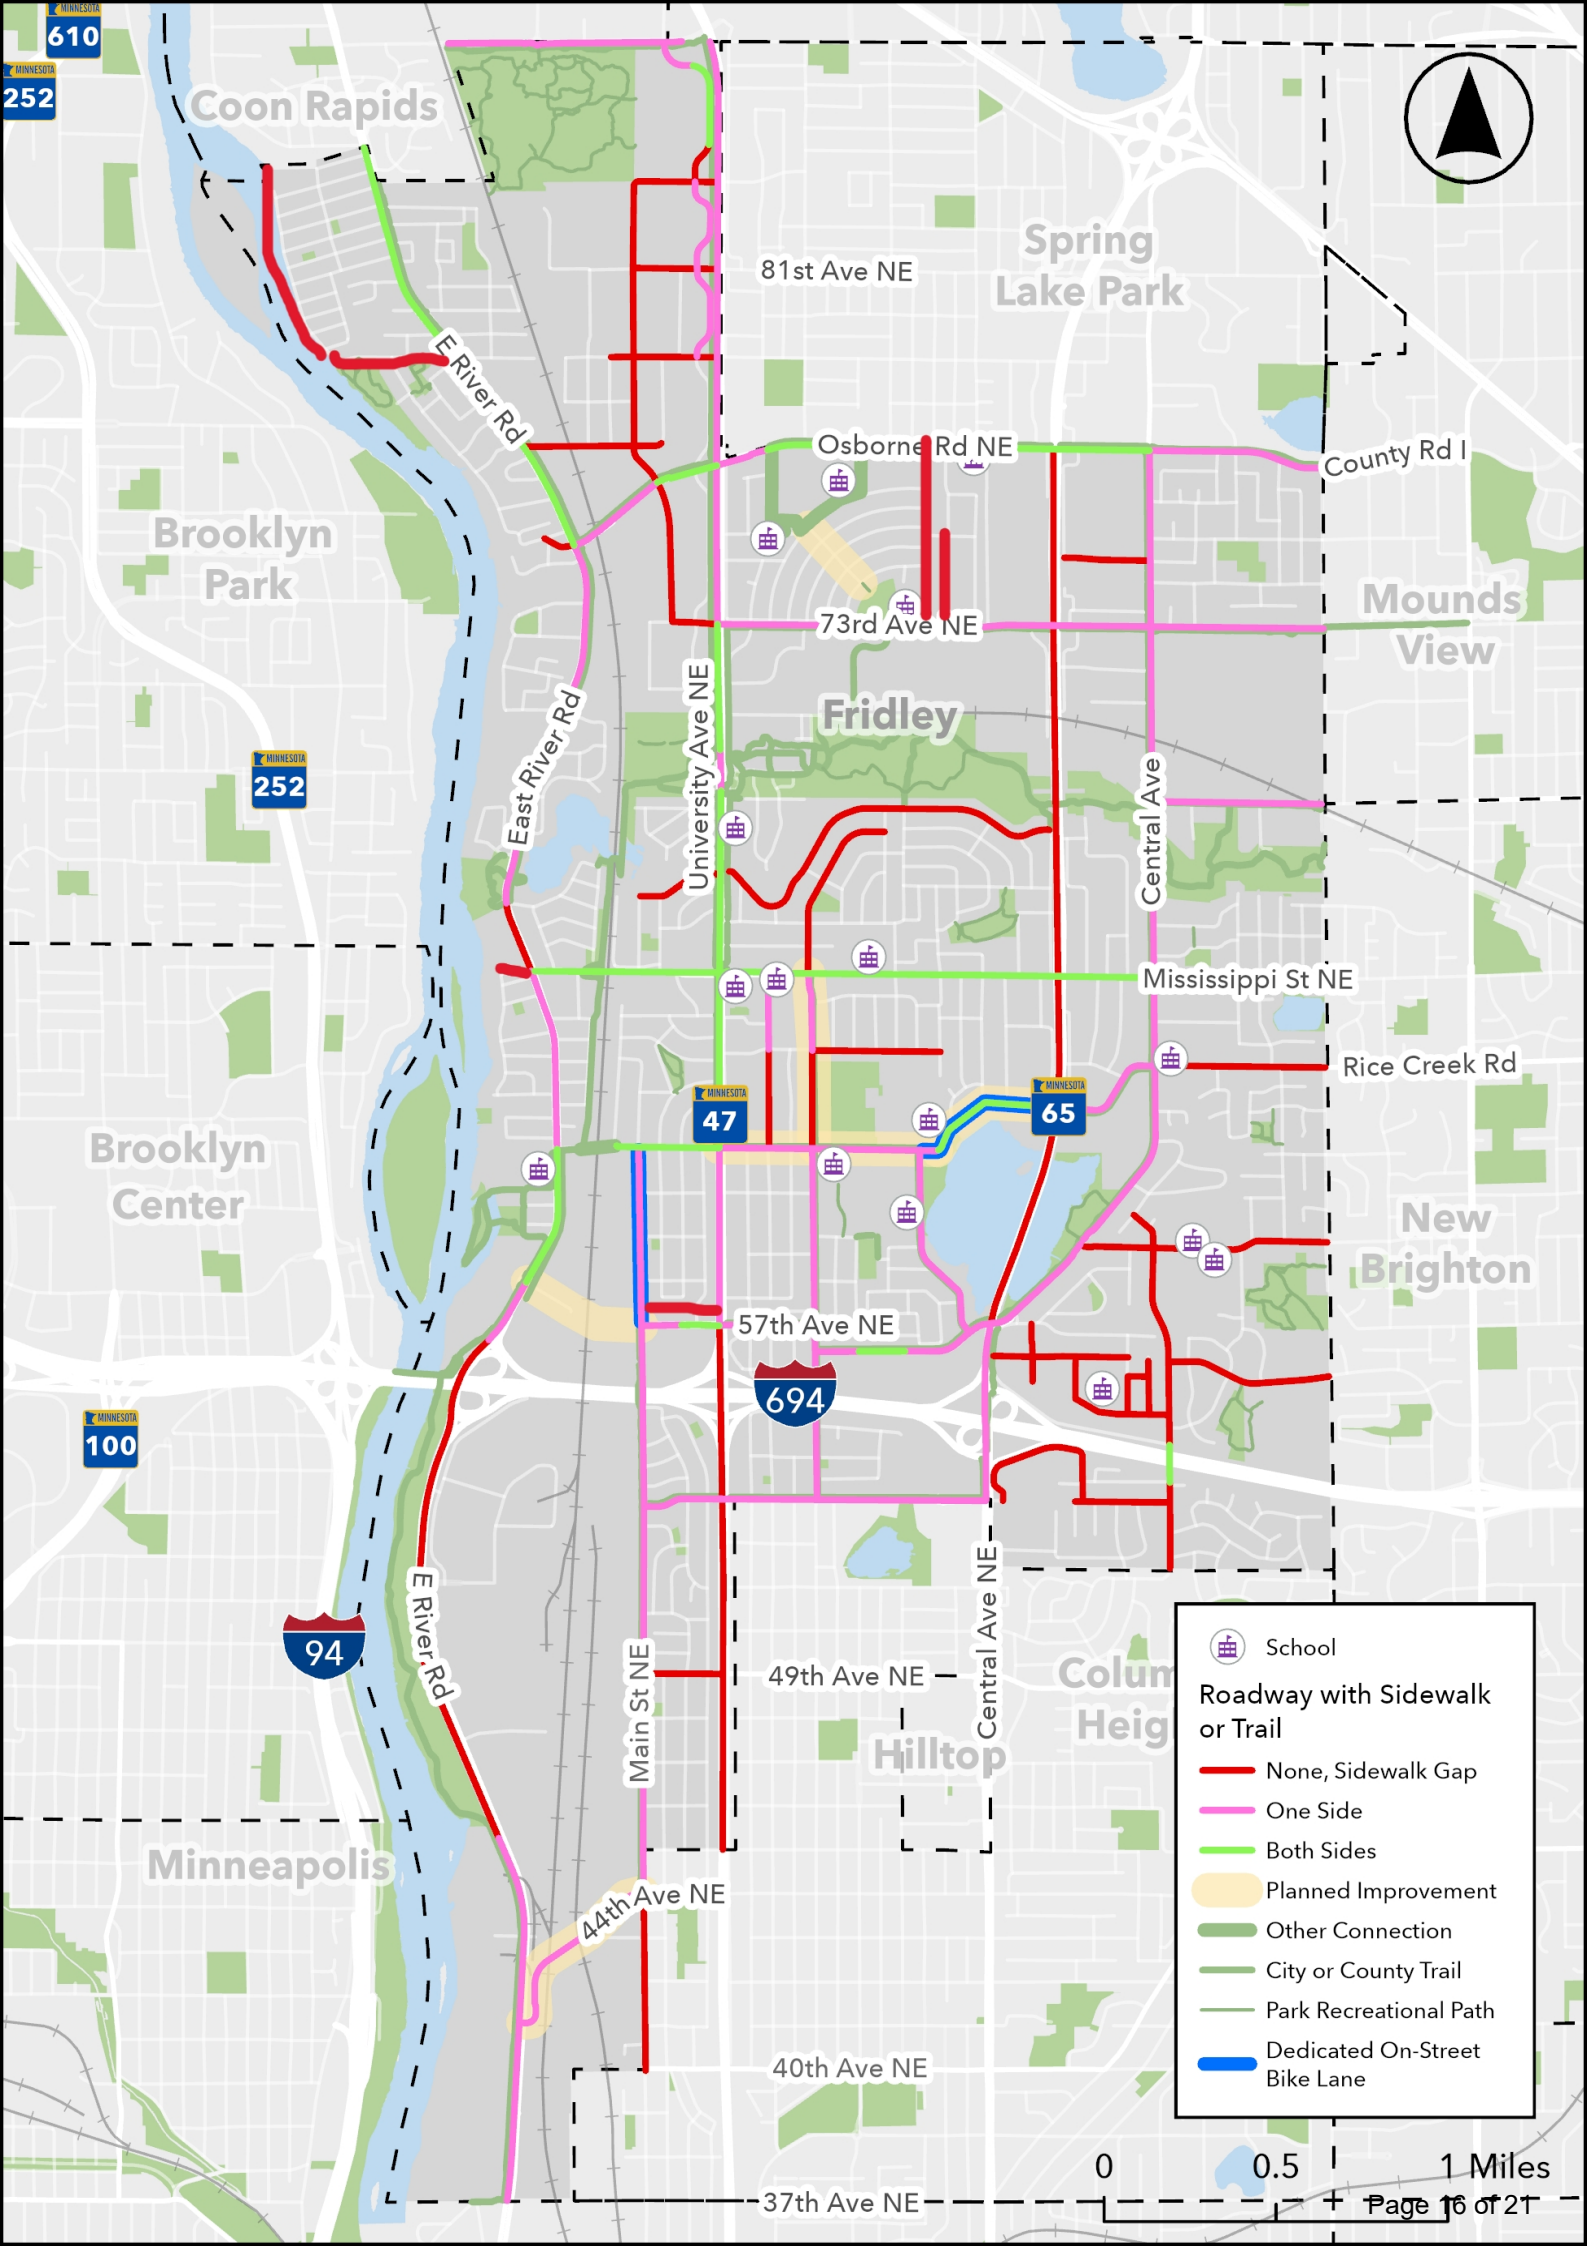 MINNESOTA
610
MINNESOTA
252
Coon Rapids
Spring
Lake Park
81st Ave NE
E River Rd
Osborne Rd NE
County Rd I
Brooklyn
Park
Mounds
View
73rd Ave NE
University Ave NE
Fridley
East River Rd
MINNESOTA
252
Central Ave
Mississippi St NE
Rice Creek Rd
MINNESOTA
47
MINNESOTA
65
Brooklyn
Center
New
Brighton
57th Ave NE
694
MINNESOTA
100
E River Rd
94
Main St NE
Central Ave NE
49th Ave NE
Colum
Heig
Hilltop
Minneapolis
44th Ave NE
40th Ave NE
37th Ave NE
School
Roadway with Sidewalk
or Trail
None, Sidewalk Gap
One Side
Both Sides
Planned Improvement
Other Connection
City or County Trail
Park Recreational Path
Dedicated On-Street
Bike Lane
0 0.5 1 Miles
Page 16 of 21